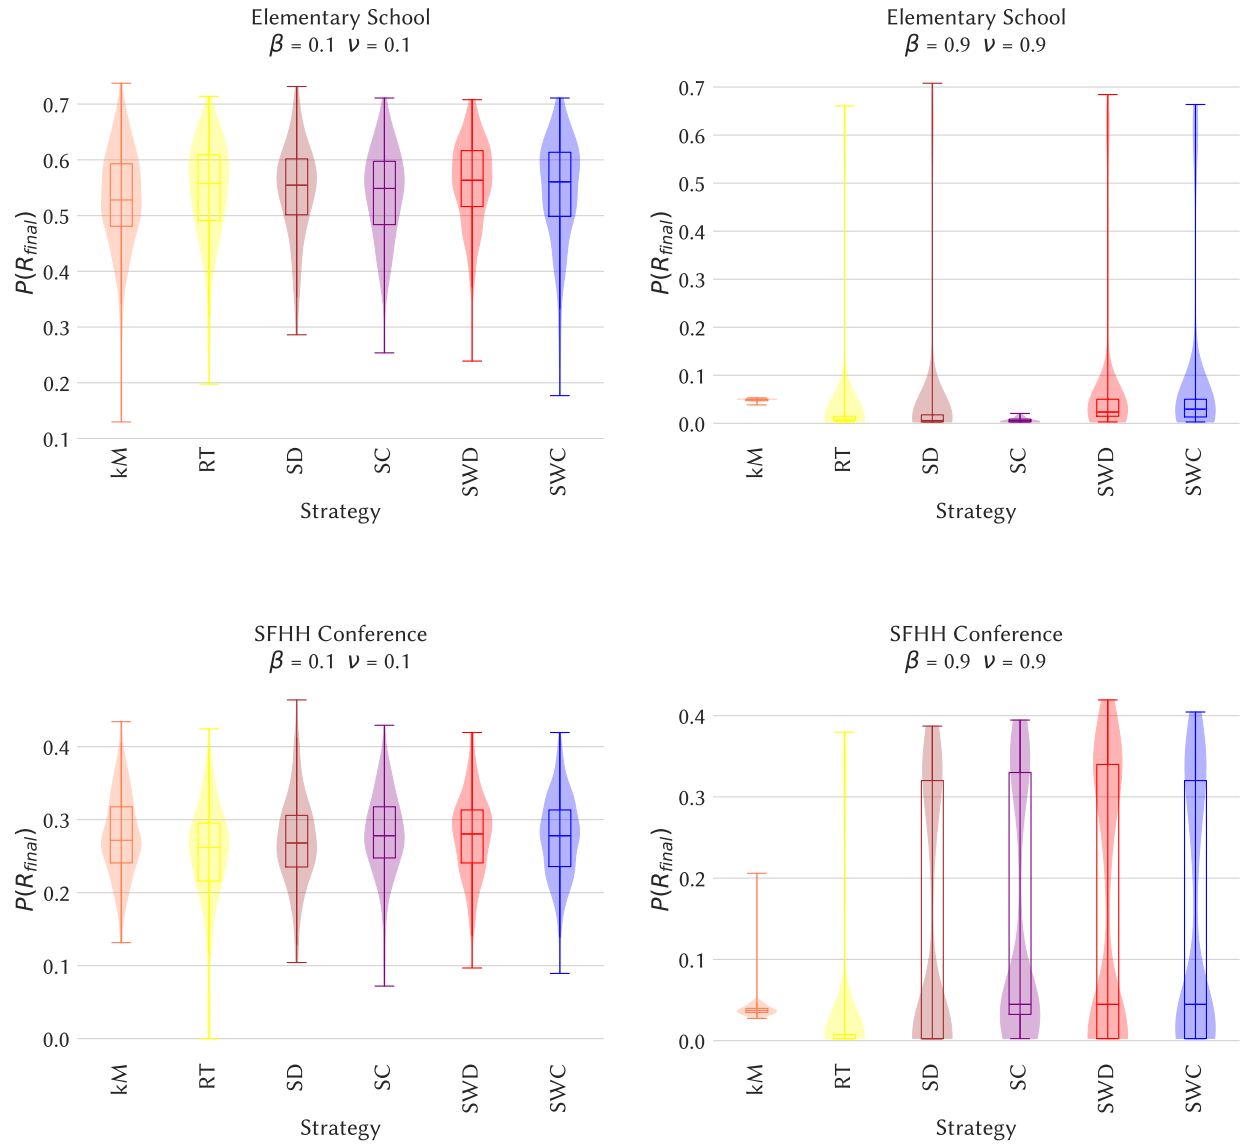 Elementary School
β = 0.1 ν = 0.1
P(R_final)
0.7
0.6
0.5
0.4
0.3
0.2
0.1
kM RT SD SC SWD SWC
Strategy
Elementary School
β = 0.9 ν = 0.9
P(R_final)
0.7
0.6
0.5
0.4
0.3
0.2
0.1
0.0
kM RT SD SC SWD SWC
Strategy
SFHH Conference
β = 0.1 ν = 0.1
P(R_final)
0.4
0.3
0.2
0.1
0.0
kM RT SD SC SWD SWC
Strategy
SFHH Conference
β = 0.9 ν = 0.9
P(R_final)
0.4
0.3
0.2
0.1
0.0
kM RT SD SC SWD SWC
Strategy